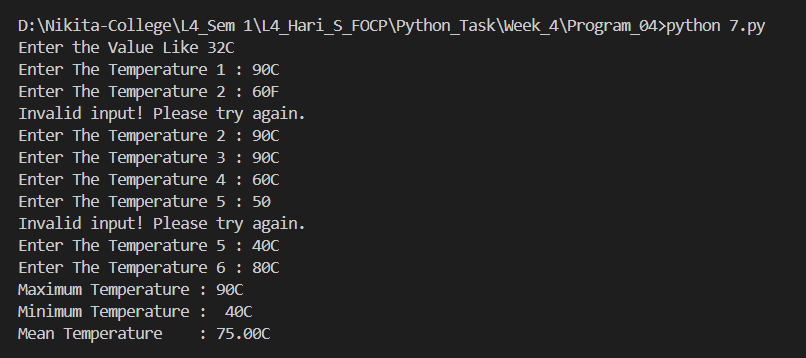 D:\Nikita-College\L4_Sem 1\L4_Hari_S_FOCP\Python_Task\Week_4\Program_04>python 7.py
Enter the Value Like 32C
Enter The Temperature 1 : 90C
Enter The Temperature 2 : 60F
Invalid input! Please try again.
Enter The Temperature 2 : 90C
Enter The Temperature 3 : 90C
Enter The Temperature 4 : 60C
Enter The Temperature 5 : 50
Invalid input! Please try again.
Enter The Temperature 5 : 40C
Enter The Temperature 6 : 80C
Maximum Temperature : 90C
Minimum Temperature :  40C
Mean Temperature    : 75.00C